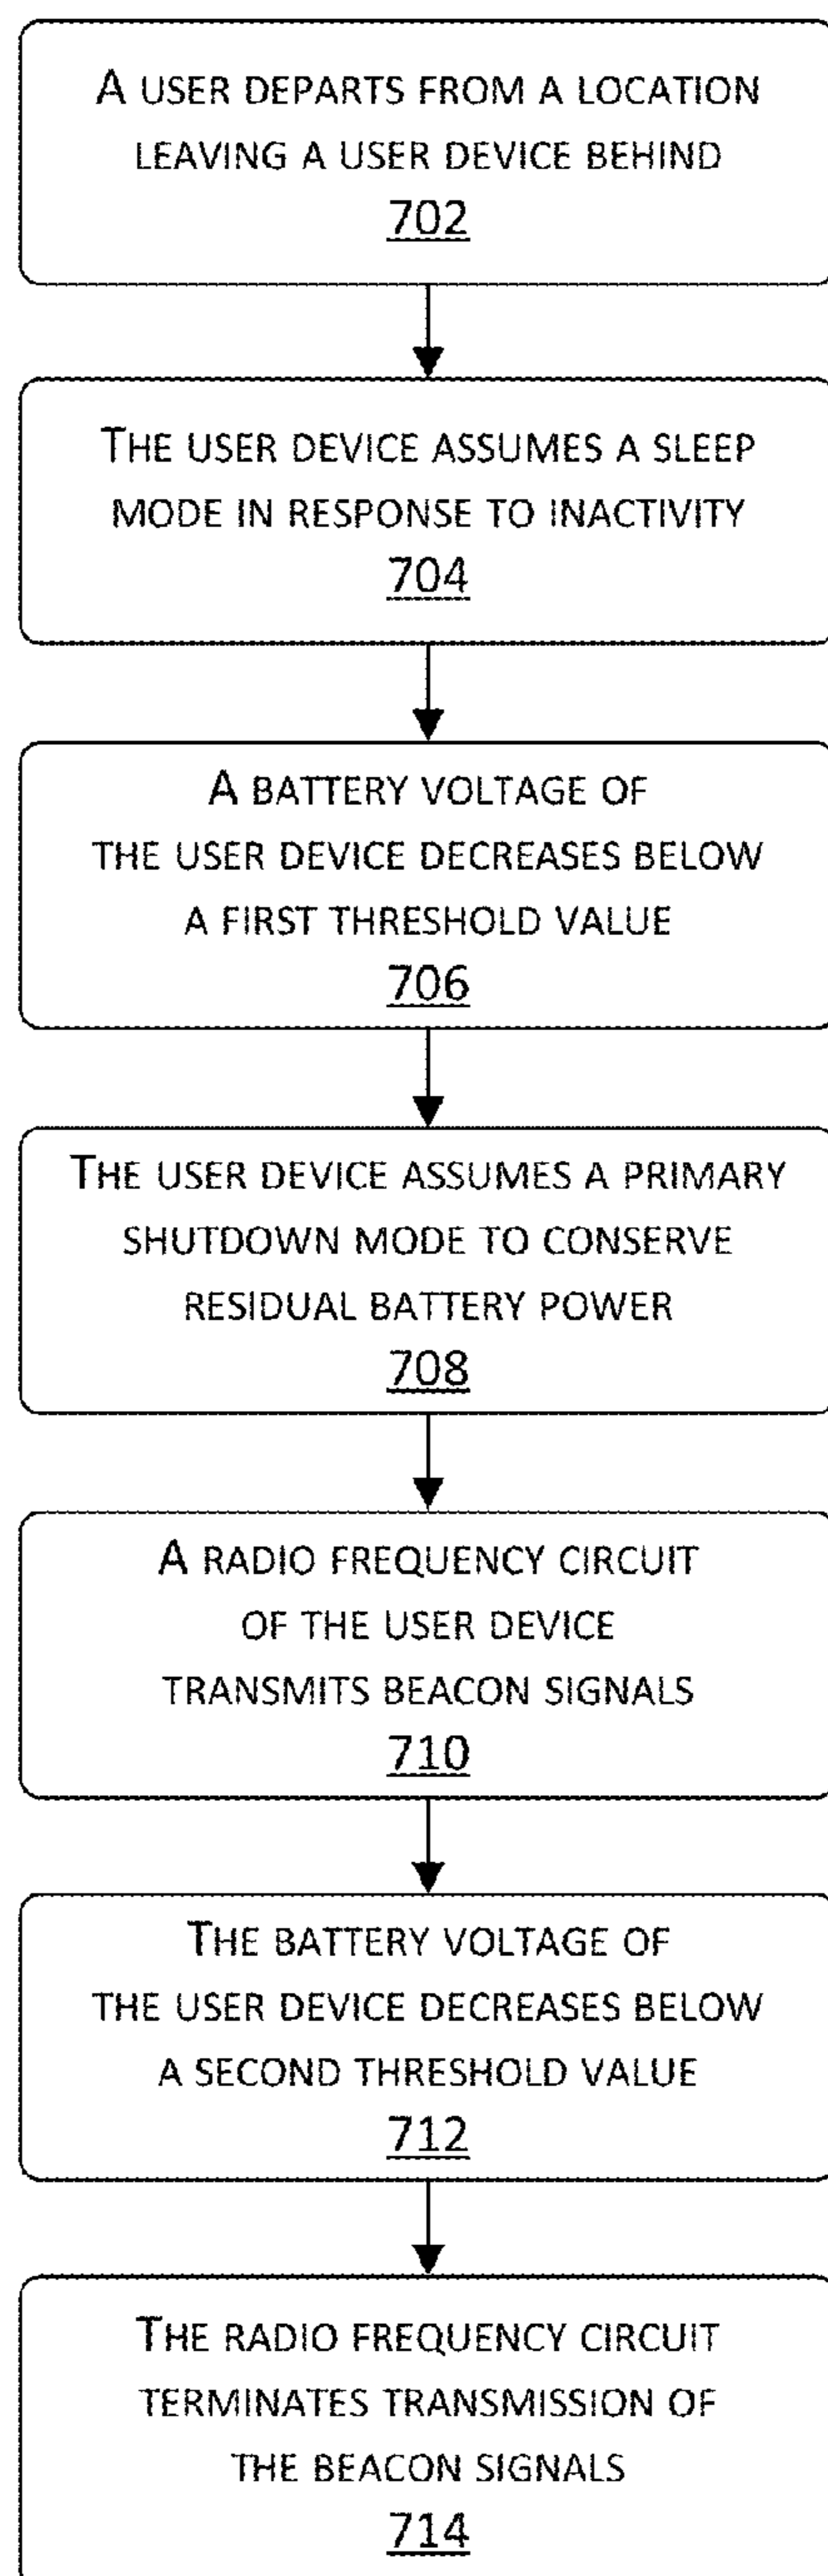 A USER DEPARTS FROM A LOCATION
LEAVING A USER DEVICE BEHIND
702
THE USER DEVICE ASSUMES A SLEEP
MODE IN RESPONSE TO INACTIVITY
704
A BATTERY VOLTAGE OF
THE USER DEVICE DECREASES BELOW
A FIRST THRESHOLD VALUE
706
THE USER DEVICE ASSUMES A PRIMARY
SHUTDOWN MODE TO CONSERVE
RESIDUAL BATTERY POWER
708
A RADIO FREQUENCY CIRCUIT
OF THE USER DEVICE
TRANSMITS BEACON SIGNALS
710
THE BATTERY VOLTAGE OF
THE USER DEVICE DECREASES BELOW
A SECOND THRESHOLD VALUE
712
THE RADIO FREQUENCY CIRCUIT
TERMINATES TRANSMISSION OF
THE BEACON SIGNALS
714